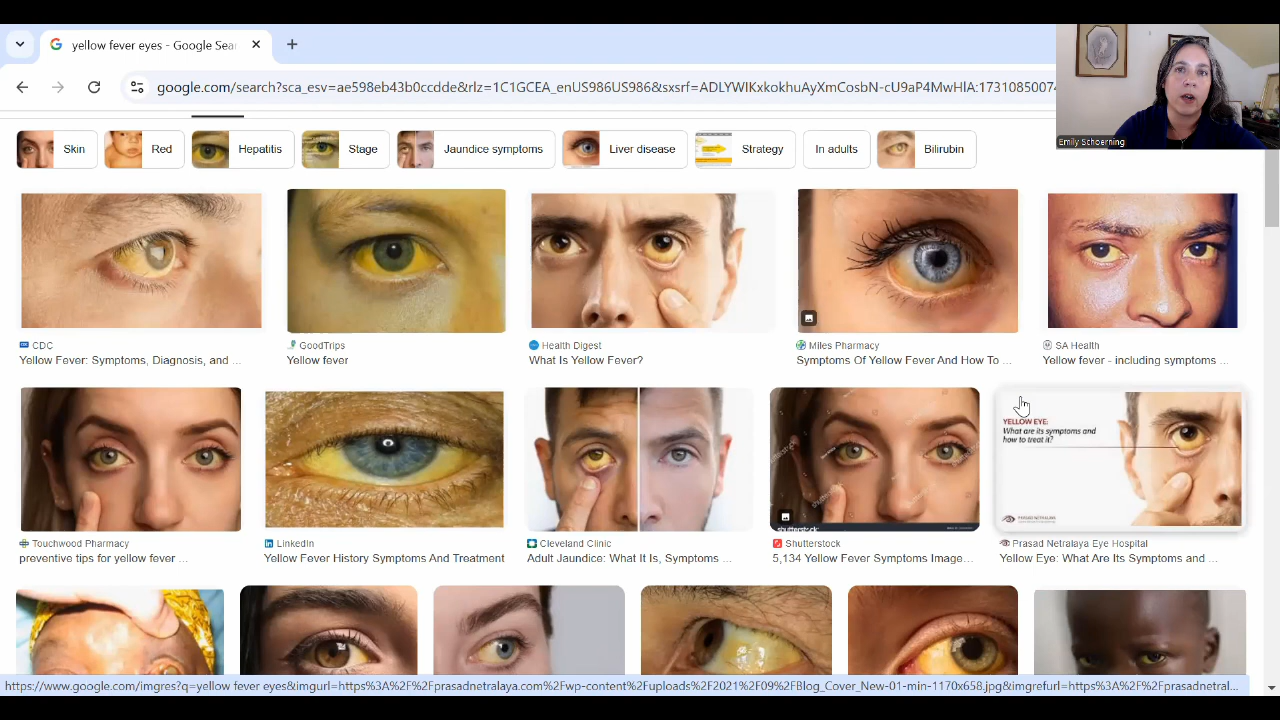 yellow fever eyes - Google Sea
google.com/search?sca_esv=ae598eb43b0ccdde&rlz=1C1GCEA_enUS986US986&sxsrf=ADLYWIKxkokhuAyXmCosbN-cU9aP4MwHlA:17310850074
Emily Schoerning
Skin
Red
Hepatitis
Stage
Jaundice symptoms
Liver disease
Strategy
In adults
Bilirubin
CDC
Yellow Fever: Symptoms, Diagnosis, and ...
GoodTrips
Yellow fever
Health Digest
What Is Yellow Fever?
Miles Pharmacy
Symptoms Of Yellow Fever And How To ...
SA Health
Yellow fever - including symptoms ...
YELLOW EYE:
What are its symptoms and
how to treat it?
PRASAD NETRALAYA
shutterstock
Touchwood Pharmacy
preventive tips for yellow fever ...
LinkedIn
Yellow Fever History Symptoms And Treatment
Cleveland Clinic
Adult Jaundice: What It Is, Symptoms ...
Shutterstock
5,134 Yellow Fever Symptoms Image...
Prasad Netralaya Eye Hospital
Yellow Eye: What Are Its Symptoms and ...
https://www.google.com/imgres?q=yellow fever eyes&imgurl=https%3A%2F%2Fprasadnetralaya.com%2Fwp-content%2Fuploads%2F2021%2F09%2FBlog_Cover_New-01-min-1170x658.jpg&imgrefurl=https%3A%2F%2Fprasadnetral...